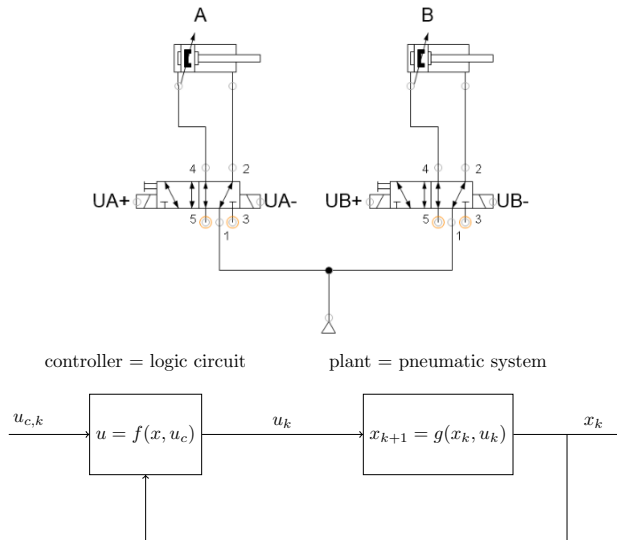 A B
4 2 4 2
UA+ UA- UB+ UB-
5 3 5 3
1 1
controller = logic circuit plant = pneumatic system
u_{c,k} u = f(x, u_c) u_k x_{k+1} = g(x_k, u_k) x_k